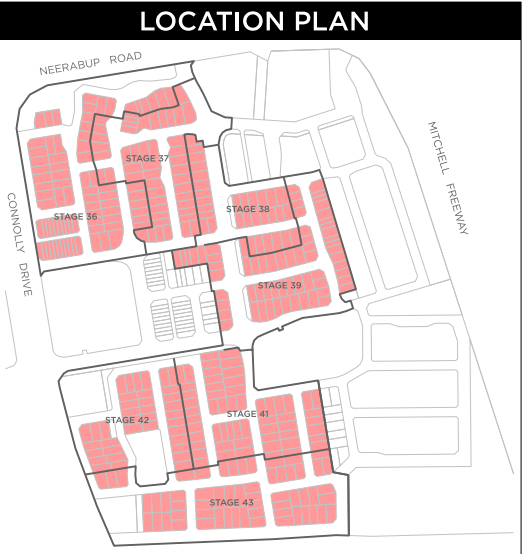 LOCATION PLAN
NEERABUP ROAD
MITCHELL FREEWAY
STAGE 37
CONNOLLY DRIVE
STAGE 36
STAGE 38
STAGE 39
STAGE 42
STAGE 41
STAGE 43